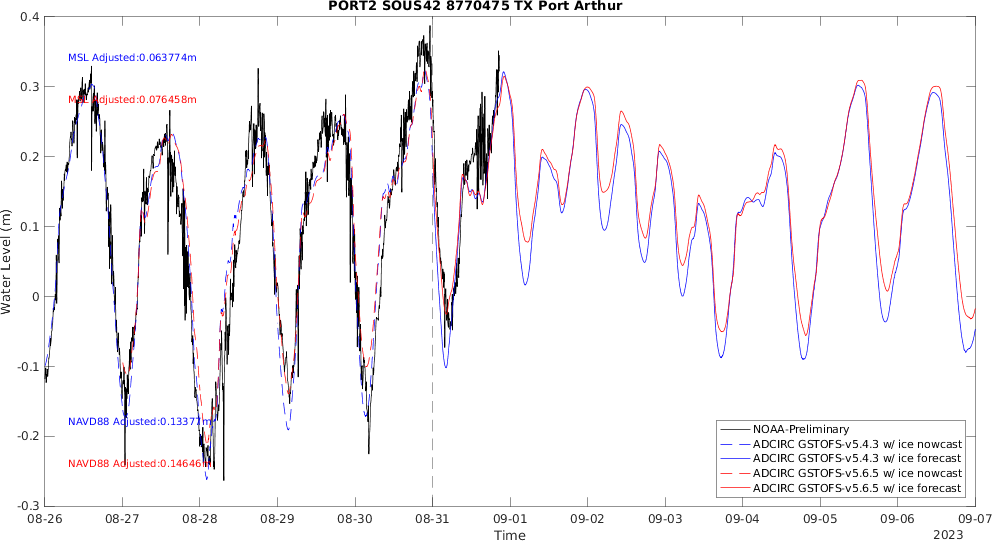 PORT2 SOUS42 8770475 TX Port Arthur
0.4
MSL Adjusted:0.063774m
0.3
MSL Adjusted:0.076458m
0.2
0.1
Water Level (m)
0
-0.1
NAVD88 Adjusted:0.13377m
-0.2
NAVD88 Adjusted:0.14646m
-0.3
NOAA-Preliminary
ADCIRC GSTOFS-v5.4.3 w/ ice nowcast
ADCIRC GSTOFS-v5.4.3 w/ ice forecast
ADCIRC GSTOFS-v5.6.5 w/ ice nowcast
ADCIRC GSTOFS-v5.6.5 w/ ice forecast
08-26 08-27 08-28 08-29 08-30 08-31 09-01 09-02 09-03 09-04 09-05 09-06 09-07
Time
2023